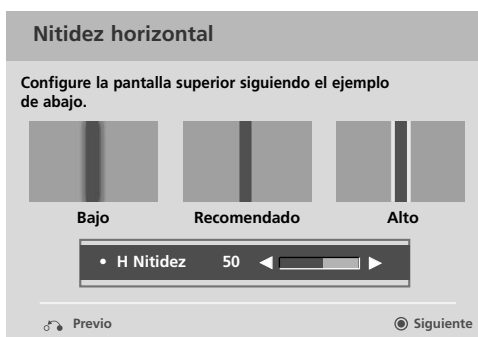 Nitidez horizontal
Configure la pantalla superior siguiendo el ejemplo
de abajo.
Bajo Recomendado Alto
• H Nitidez 50 ◀ ▶
Previo ◉ Siguiente